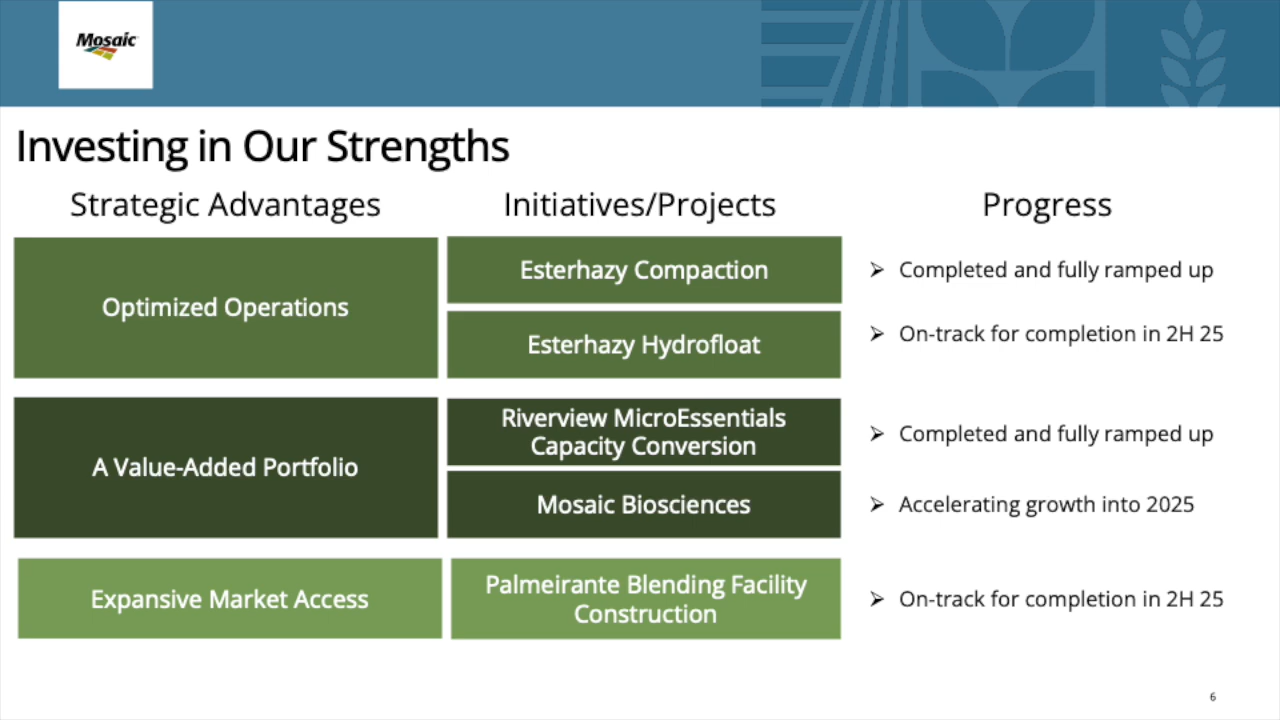 Mosaic
Investing in Our Strengths
Strategic Advantages
Initiatives/Projects
Progress
Optimized Operations
Esterhazy Compaction
Completed and fully ramped up
Esterhazy Hydrofloat
On-track for completion in 2H 25
A Value-Added Portfolio
Riverview MicroEssentials
Capacity Conversion
Completed and fully ramped up
Mosaic Biosciences
Accelerating growth into 2025
Expansive Market Access
Palmeirante Blending Facility
Construction
On-track for completion in 2H 25
6